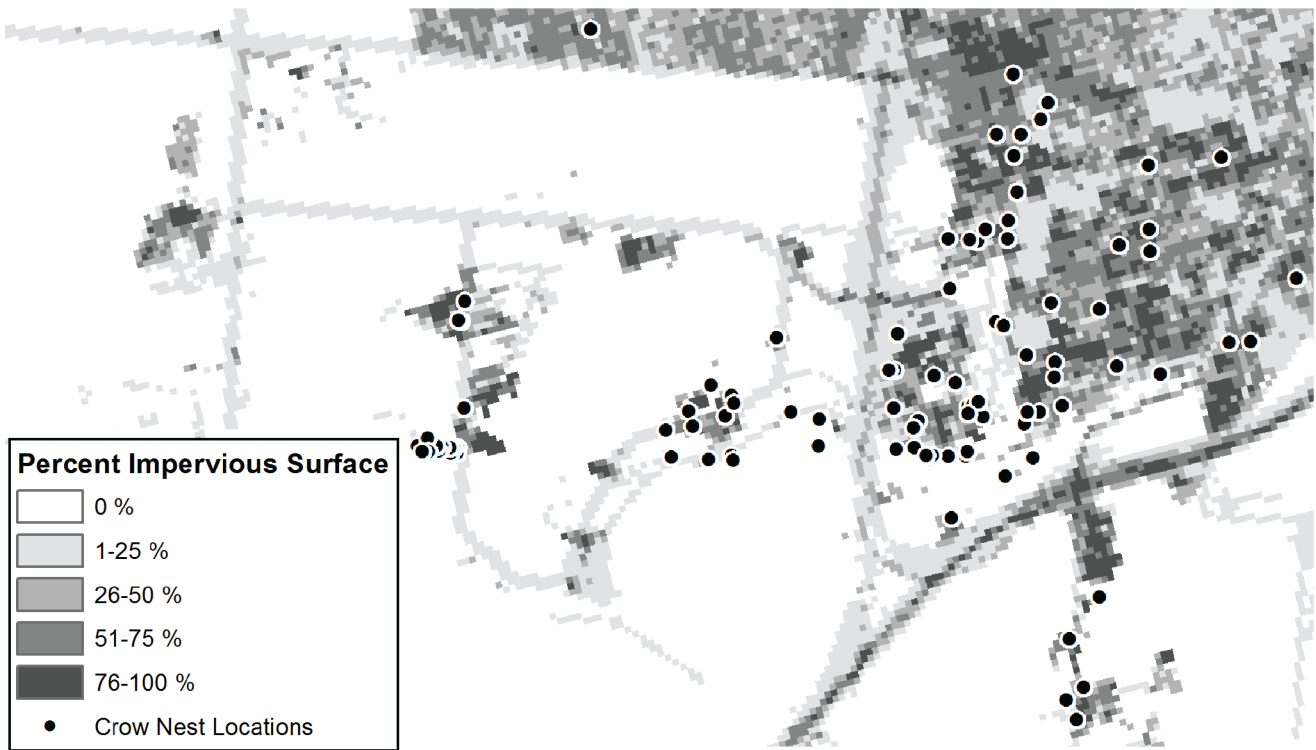 Percent Impervious Surface
0 %
1-25 %
26-50 %
51-75 %
76-100 %
Crow Nest Locations